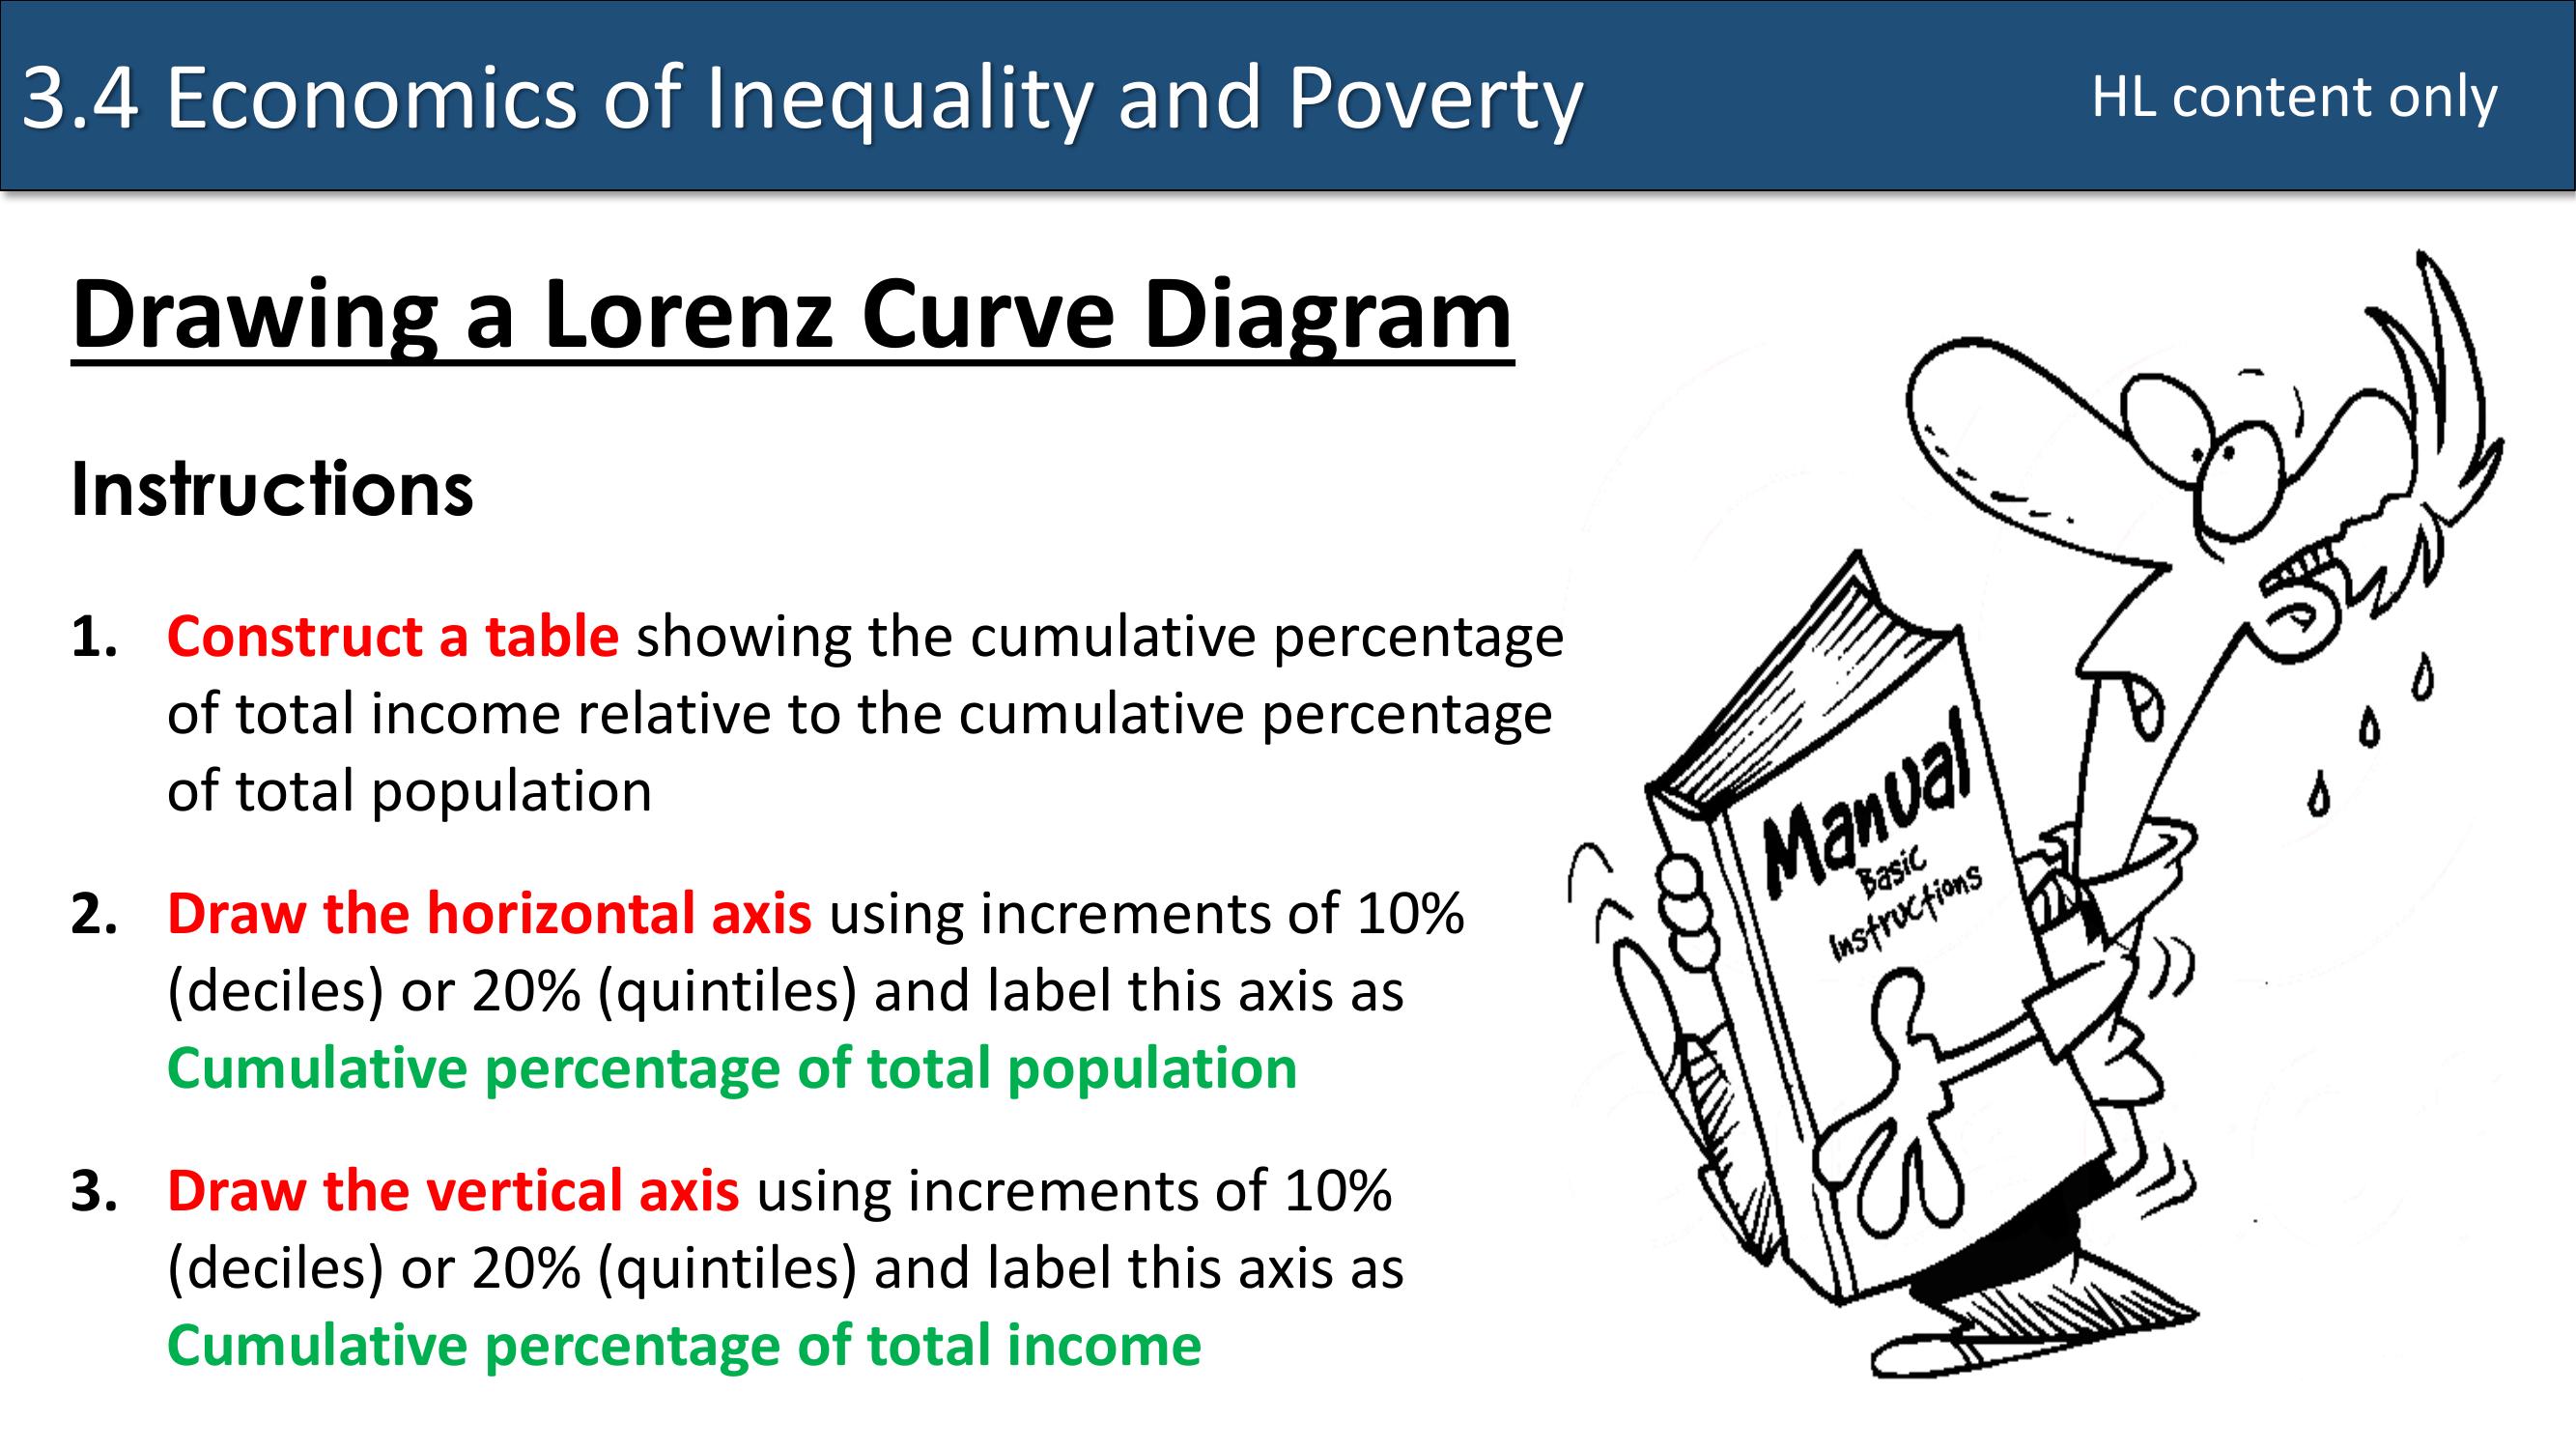 3.4 Economics of Inequality and Poverty
HL content only
Drawing a Lorenz Curve Diagram
Instructions
1. Construct a table showing the cumulative percentage
of total income relative to the cumulative percentage
of total population
2. Draw the horizontal axis using increments of 10%
(deciles) or 20% (quintiles) and label this axis as
Cumulative percentage of total population
3. Draw the vertical axis using increments of 10%
(deciles) or 20% (quintiles) and label this axis as
Cumulative percentage of total income
Manual
Basic
Instructions